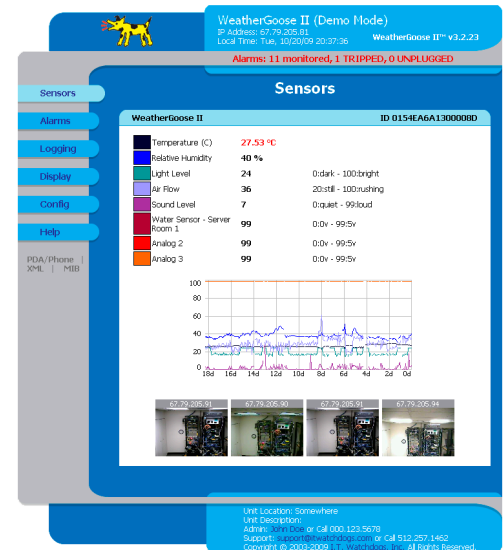 WeatherGoose II (Demo Mode)
IP Address: 67.79.205.81
Local Time: Tue, 10/20/09 20:37:36
WeatherGoose II™ v3.2.23
Alarms: 11 monitored, 1 TRIPPED, 0 UNPLUGGED
Sensors
Alarms
Logging
Display
Config
Help
PDA/Phone |
XML | MIB
Sensors
WeatherGoose II ID 0154EA6A1300008D
Temperature (C) 27.53 °C
Relative Humidity 40 %
Light Level 24 0:dark - 100:bright
Air Flow 36 20:still - 100:rushing
Sound Level 7 0:quiet - 99:loud
Water Sensor - Server
Room 1 99 0:0v - 99:5v
Analog 2 99 0:0v - 99:5v
Analog 3 99 0:0v - 99:5v
100
80
60
40
20
0
18d 16d 14d 12d 10d 8d 6d 4d 2d 0d
67.79.205.91 67.79.205.90 67.79.205.91 67.79.205.94
Unit Location: Somewhere
Unit Description:
Admin: John Doe or Call 000.123.5678
Support: support@itwatchdogs.com or Call 512.257.1462
Copyright © 2003-2009 I.T. Watchdogs, Inc. All Rights Reserved.